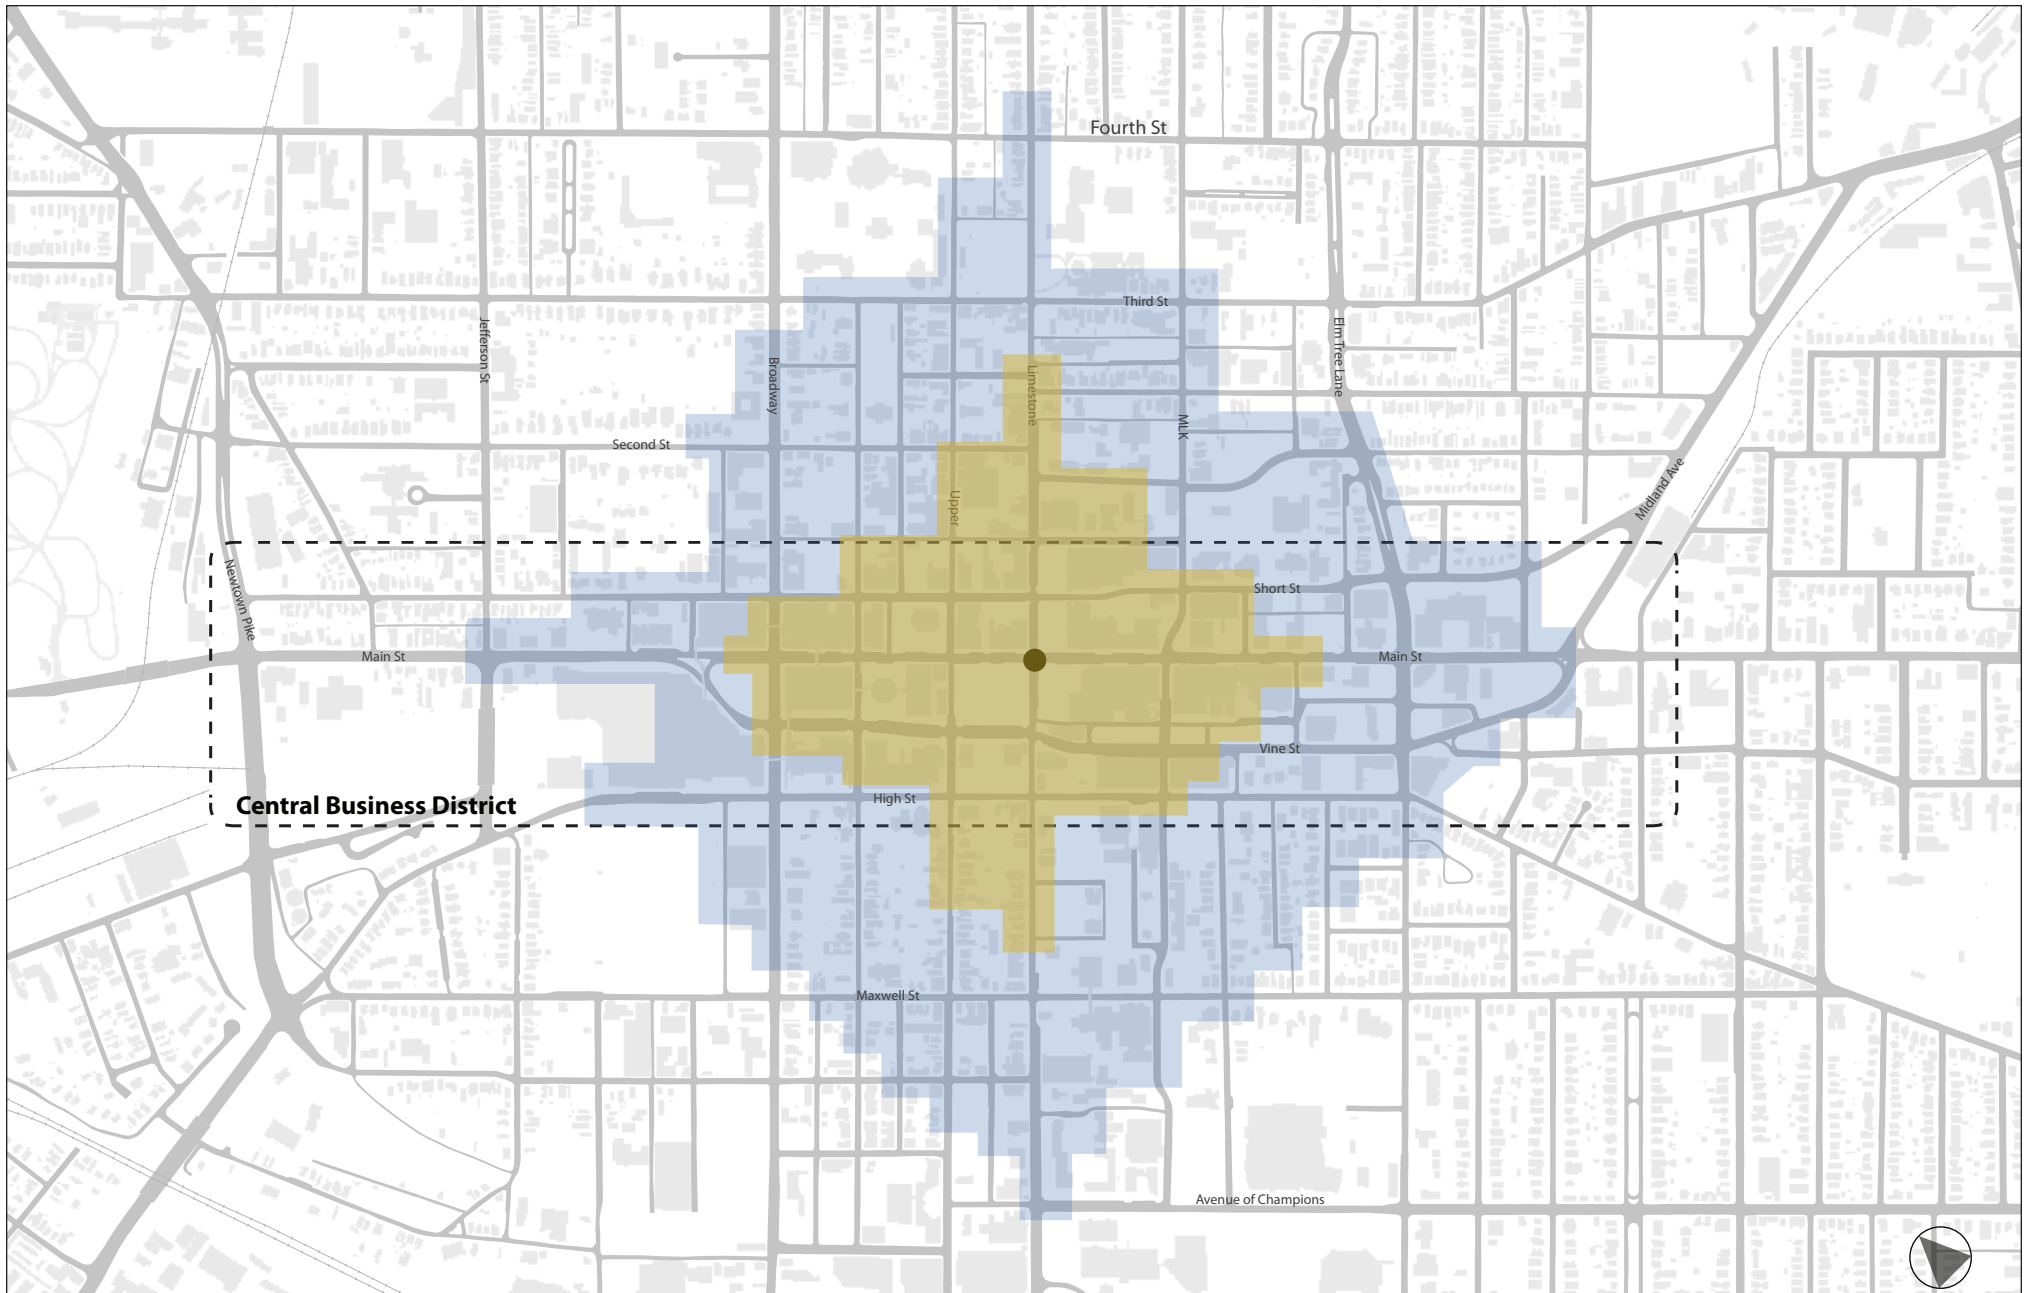 Fourth St
Third St
Jefferson St
Elm Tree Lane
Broadway
Limestone
MLK
Second St
Upper
Midland Ave
Newtown Pike
Short St
Main St
Main St
Vine St
High St
Central Business District
Maxwell St
Avenue of Champions